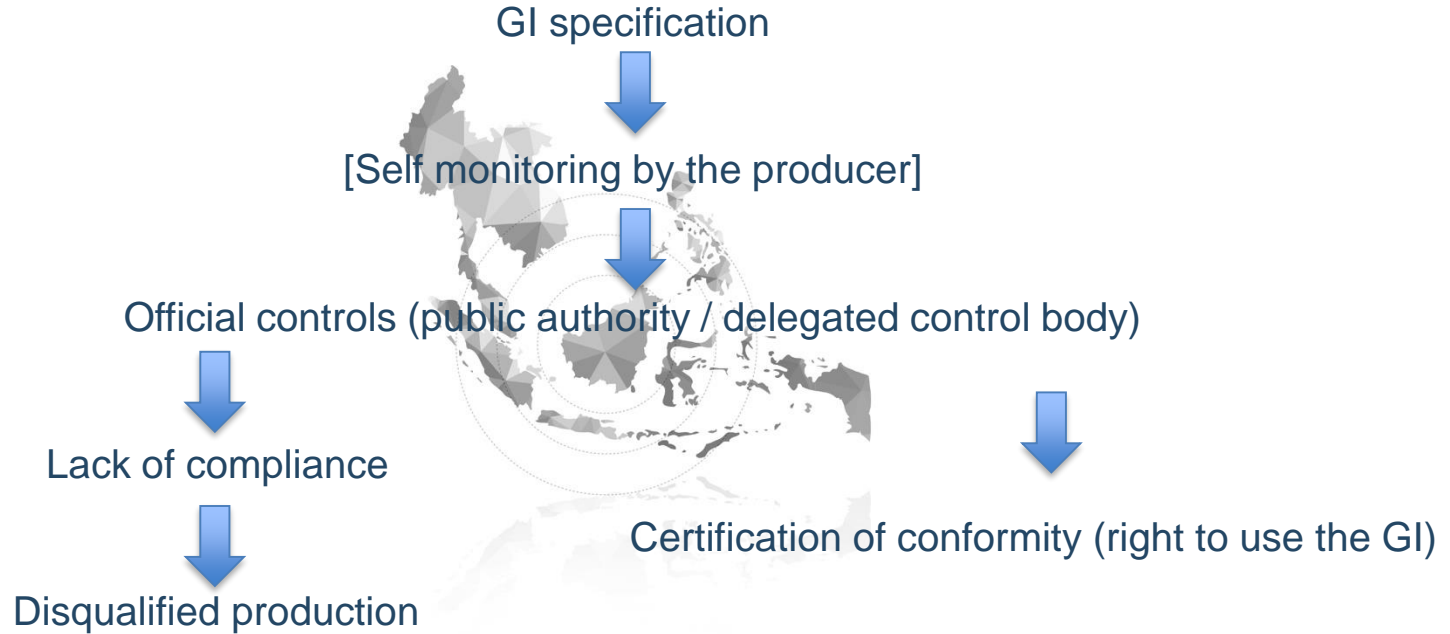 GI specification
[Self monitoring by the producer]
Official controls (public authority / delegated control body)
Lack of compliance
Certification of conformity (right to use the GI)
Disqualified production